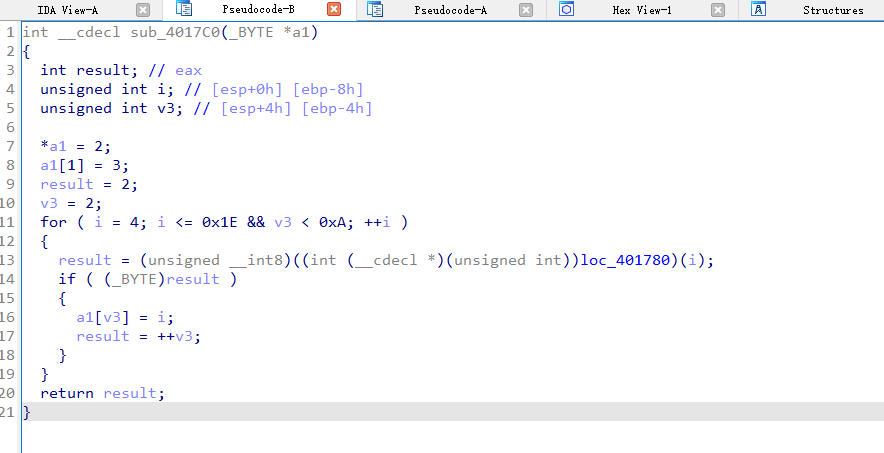 IDA View-A Pseudocode-B Pseudocode-A Hex View-1 Structures
1 int __cdecl sub_4017C0(_BYTE *a1)
2 {
3   int result; // eax
4   unsigned int i; // [esp+0h] [ebp-8h]
5   unsigned int v3; // [esp+4h] [ebp-4h]
6
7   *a1 = 2;
8   a1[1] = 3;
9   result = 2;
10   v3 = 2;
11   for ( i = 4; i <= 0x1E && v3 < 0xA; ++i )
12   {
13     result = (unsigned __int8)((int (__cdecl *)(unsigned int))loc_401780)(i);
14     if ( (_BYTE)result )
15     {
16       a1[v3] = i;
17       result = ++v3;
18     }
19   }
20   return result;
21 }